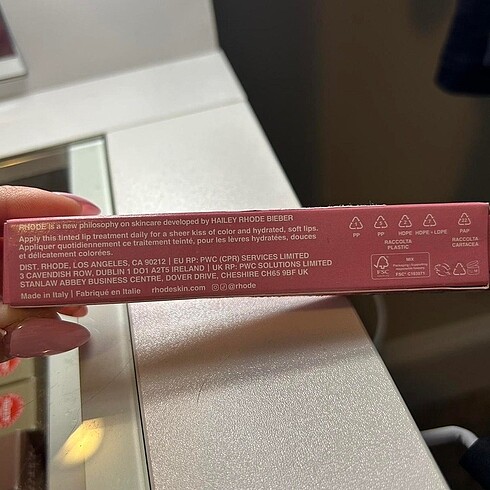 RHODE is a new philosophy on skincare developed by HAILEY RHODE BIEBER
Apply this tinted lip treatment daily for a sheer kiss of color and hydrated, soft lips.
Appliquer quotidiennement ce traitement teinté, pour les lèvres hydratées, douces
et délicatement colorées.
DIST. RHODE, LOS ANGELES, CA 90212 | EU RP: PWC (CPR) SERVICES LIMITED
9 CAVENDISH ROW, DUBLIN 1 DO1 A2T5 IRELAND | UK RP: PWC SOLUTIONS LIMITED
STANLAW ABBEY BUSINESS CENTRE, DOVER DRIVE, CHESHIRE CH65 9BF UK
Made in Italy | Fabriqué en Italie rhodeskin.com @rhode
PP PP HDPE HDPE + LDPE PAP
RACCOLTA
PLASTIC
RACCOLTA
CARTACEA
FSC
MIX